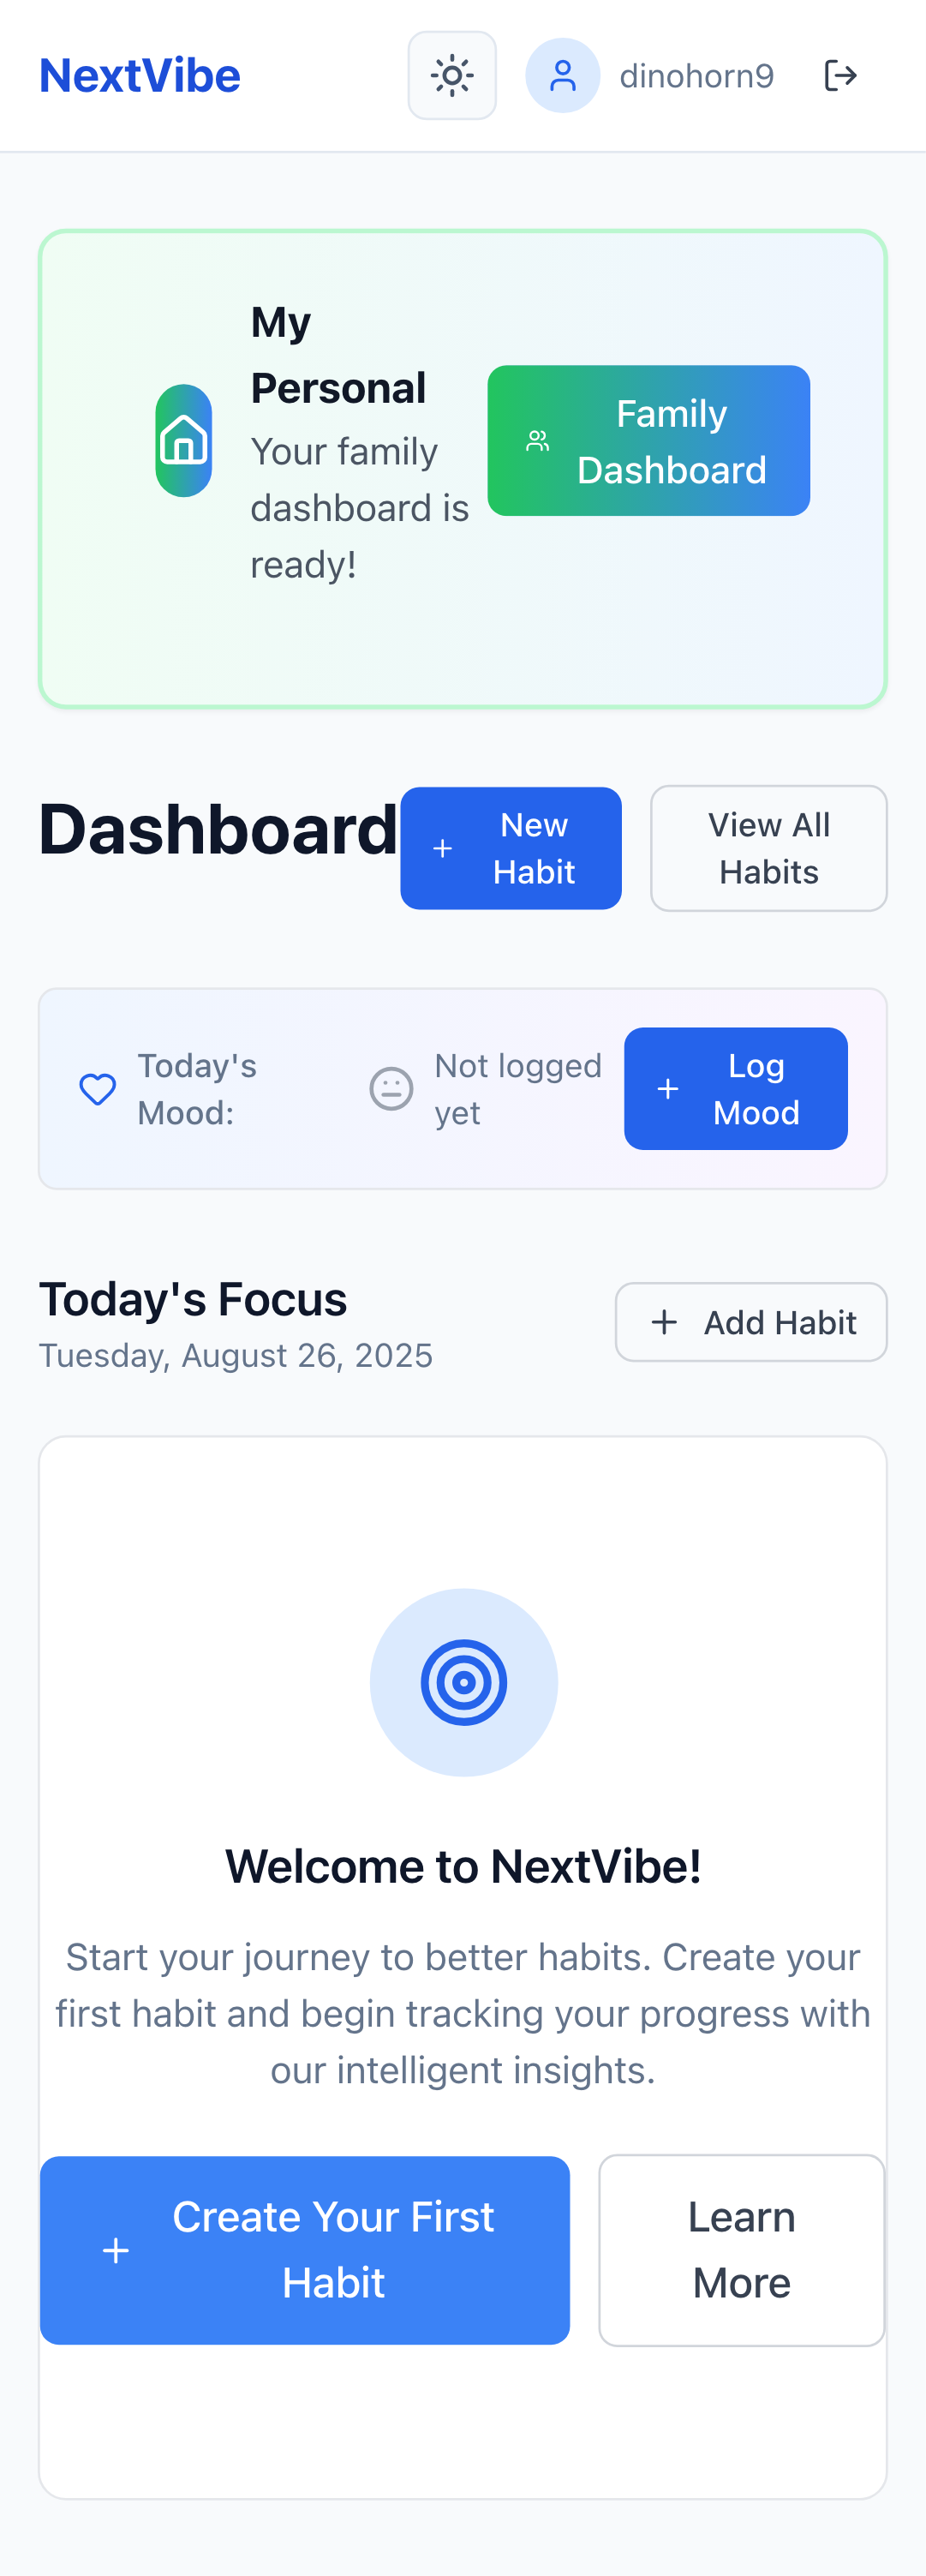 NextVibe
dinohorn9
My
Personal
Your family
dashboard is
ready!
Family
Dashboard
Dashboard
New
Habit
View All
Habits
Today's
Mood:
Not logged
yet
Log
Mood
Today's Focus
Tuesday, August 26, 2025
Add Habit
Welcome to NextVibe!
Start your journey to better habits. Create your
first habit and begin tracking your progress with
our intelligent insights.
Create Your First
Habit
Learn
More